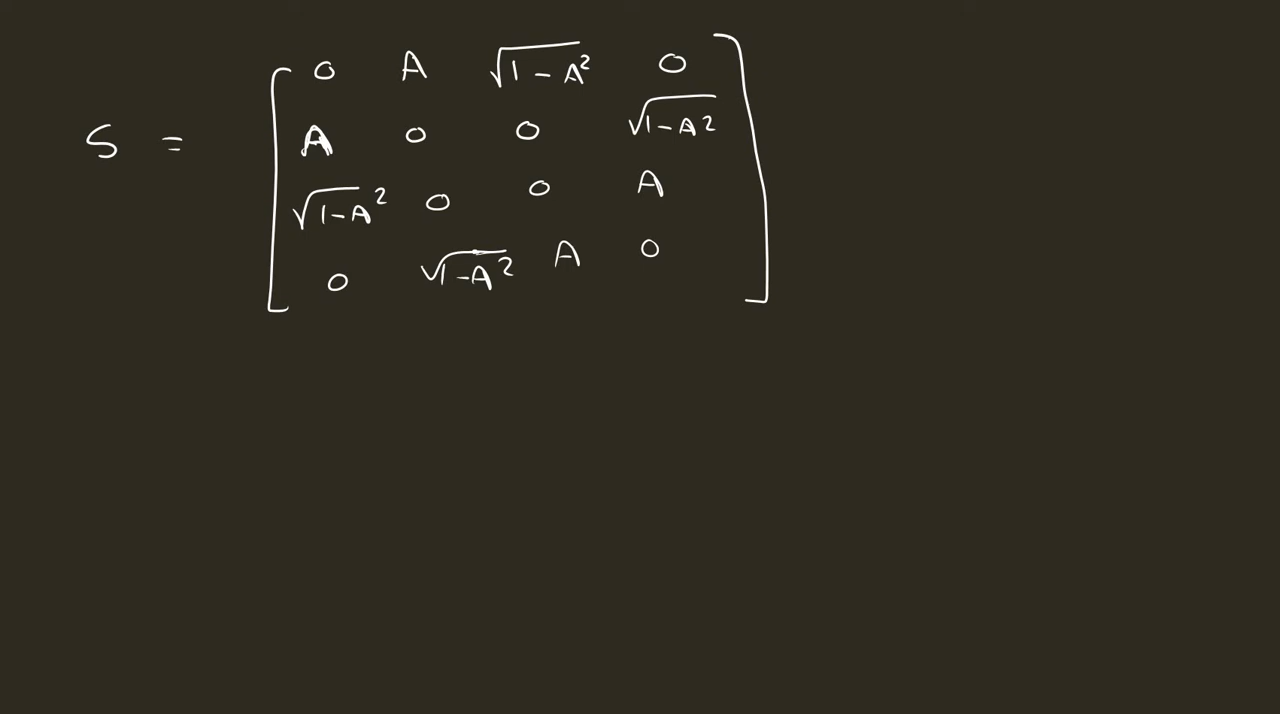 0 A √1-A² 0
S = A 0 0 √1-A²
√1-A² 0 0 A
0 √1-A² A 0